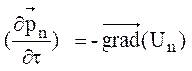 (∂p⃗ₙ/∂τ) = -grad⃗(Uₙ)